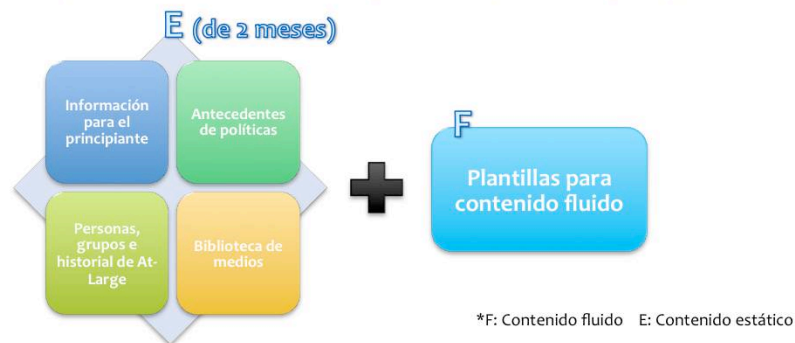 E (de 2 meses)
Información
para el
principiante
Antecedentes
de políticas
Personas,
grupos e
historial de At-
Large
Biblioteca de
medios
F
Plantillas para
contenido fluido
*F: Contenido fluido E: Contenido estático